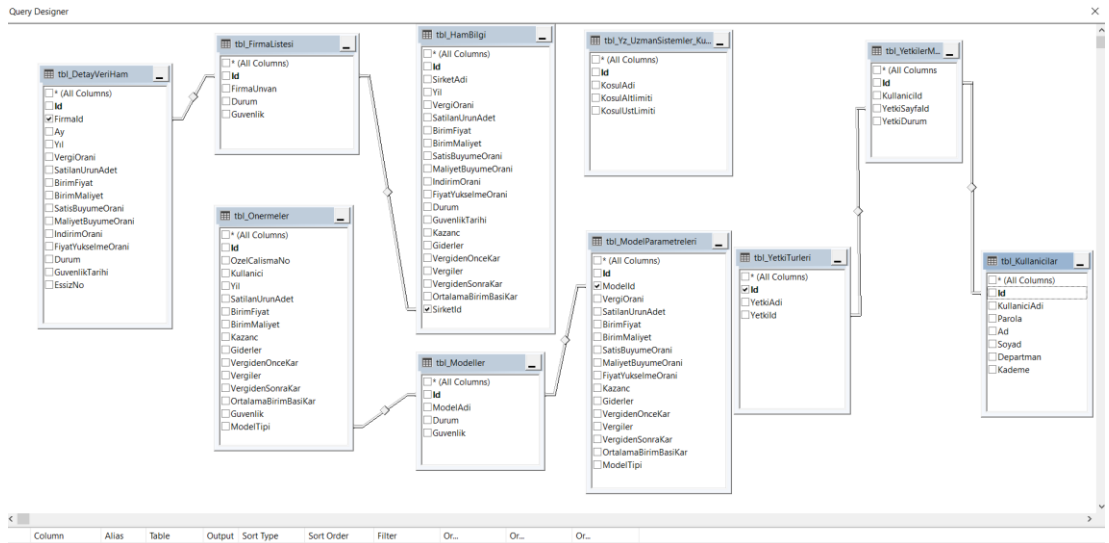 Query Designer
tbl_DetayVeriHam
* (All Columns)
Id
FirmaId
Ay
Yıl
VergiOrani
SatilanUrunAdet
BirimFiyat
BirimMaliyet
SatisBuyumeOrani
MaliyetBuyumeOrani
IndirimOrani
FiyatYukselmeOrani
Durum
GuvenlikTarihi
EssizNo
tbl_FirmaListesi
* (All Columns)
Id
FirmaUnvan
Durum
Guvenlik
tbl_Onermeler
* (All Columns)
Id
OzelCalismaNo
Kullanici
Yil
SatilanUrunAdet
BirimFiyat
BirimMaliyet
Kazanc
Giderler
VergidenOnceKar
Vergiler
VergidenSonraKar
OrtalamaBirimBasiKar
Guvenlik
ModelTipi
tbl_HamBilgi
* (All Columns)
Id
SirketAdi
Yil
VergiOrani
SatilanUrunAdet
BirimFiyat
BirimMaliyet
SatisBuyumeOrani
MaliyetBuyumeOrani
IndirimOrani
FiyatYukselmeOrani
Durum
GuvenlikTarihi
Kazanc
Giderler
VergidenOnceKar
Vergiler
VergidenSonraKar
OrtalamaBirimBasiKar
SirketId
tbl_Modeller
* (All Columns)
Id
ModelAdi
Durum
Guvenlik
tbl_Yz_UzmanSistemler_Ku...
* (All Columns)
Id
KosulAdi
KosulAltlimiti
KosulUstLimiti
tbl_ModelParametreleri
* (All Columns)
Id
ModelId
VergiOrani
SatilanUrunAdet
BirimFiyat
BirimMaliyet
SatisBuyumeOrani
MaliyetBuyumeOrani
FiyatYukselmeOrani
Kazanc
Giderler
VergidenOnceKar
Vergiler
VergidenSonraKar
OrtalamaBirimBasiKar
ModelTipi
tbl_YetkiTurleri
* (All Columns)
Id
YetkiAdi
YetkiId
tbl_YetkilerM...
* (All Columns
Id
KullaniciId
YetkiSayfaId
YetkiDurum
tbl_Kullanicilar
* (All Columns)
Id
KullaniciAdi
Parola
Ad
Soyad
Departman
Kademe
Column Alias Table Output Sort Type Sort Order Filter Or... Or... Or...